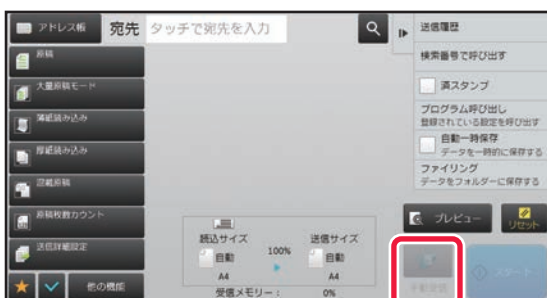 アドレス帳
宛先
タッチで宛先を入力
原稿
大量原稿モード
薄紙読み込み
厚紙読み込み
混載原稿
原稿枚数カウント
送信詳細設定
他の機能
読込サイズ
100%
送信サイズ
自動
自動
A4
A4
受信メモリー:
0%
送信履歴
検索番号で呼び出す
済スタンプ
プログラム呼び出し
登録されている設定を呼び出す
自動一時保存
データを一時的に保存する
ファイリング
データをフォルダーに保存する
プレビュー
リセット
手動受信
スタート